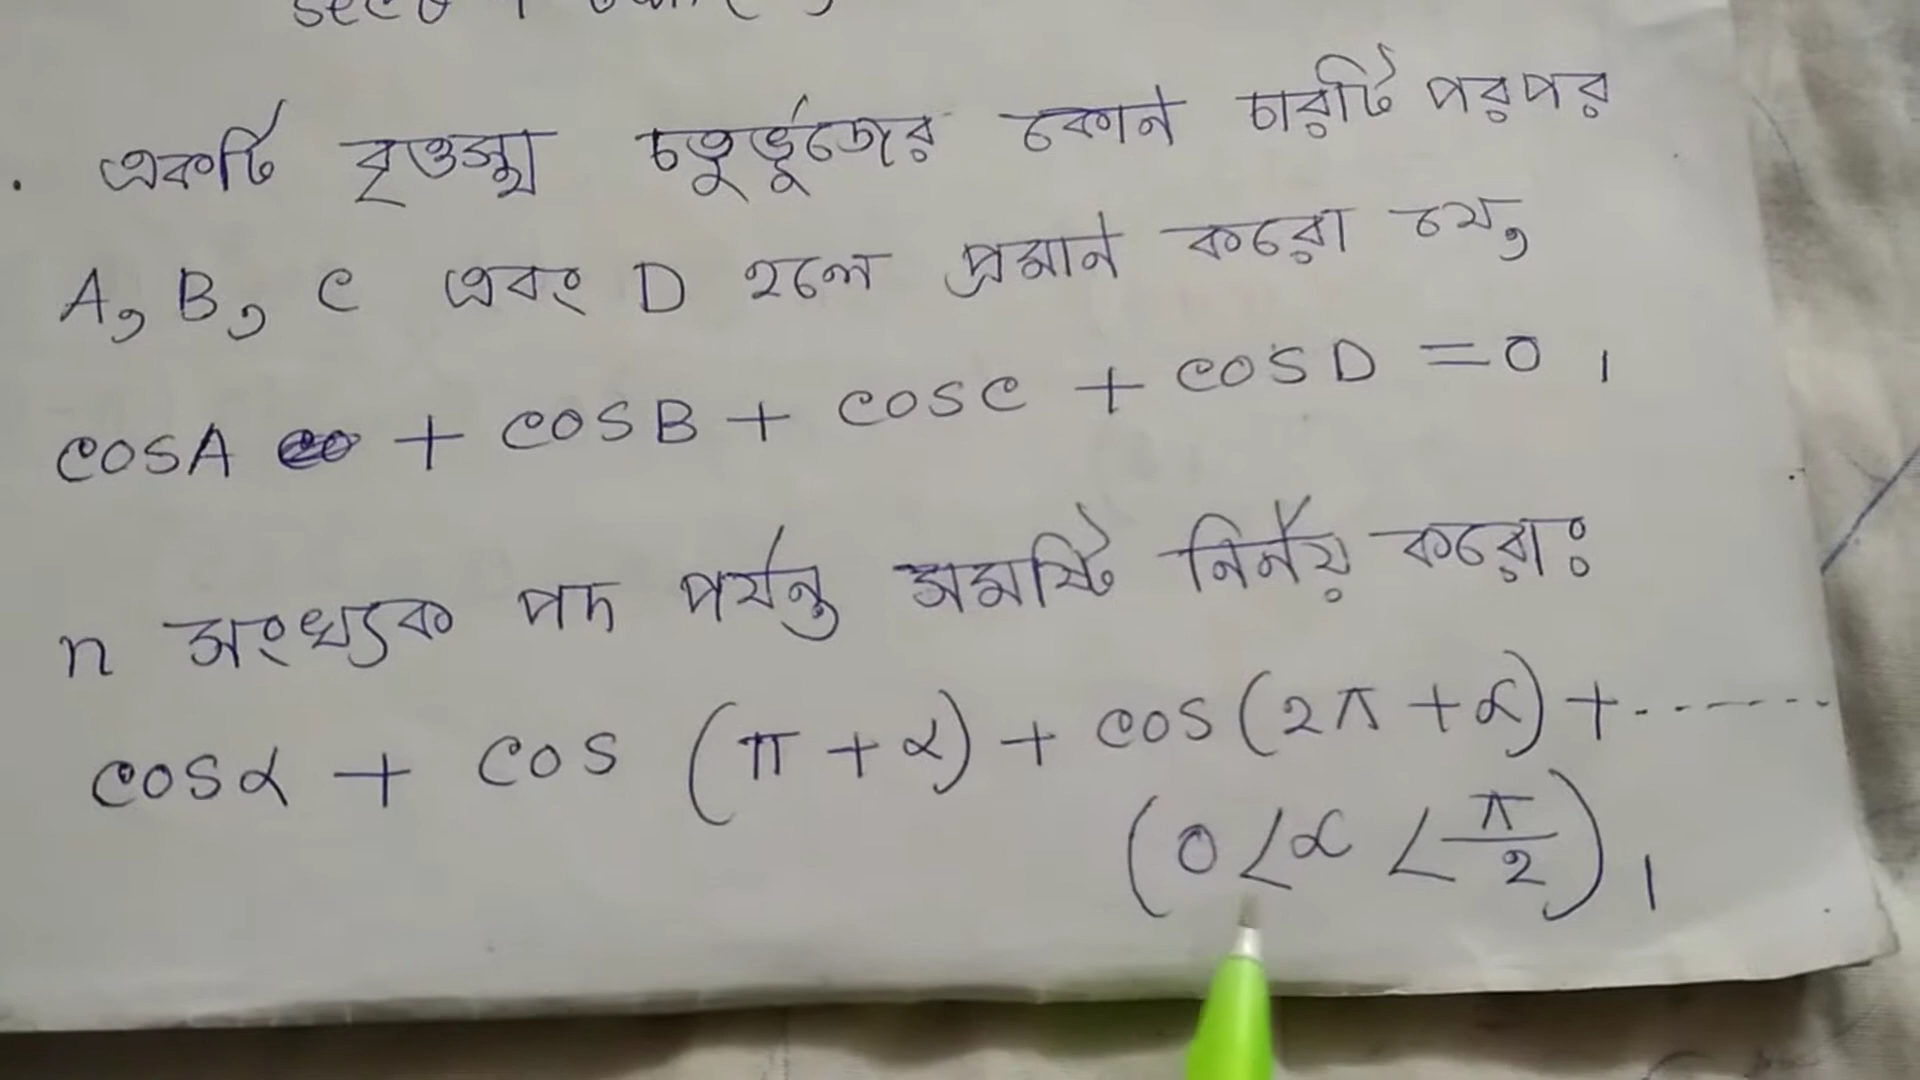 একটি বৃত্তস্থ চতুর্ভুজের কোন চারটি পরপর
A, B, C এবং D হলে প্রমান করো যে,
cosA + cosB + cosC + cosD = 0 ।
n সংখ্যক পদ পর্যন্ত সমষ্টি নির্নয় করোঃ
cosα + cos (π + α) + cos (2π + α) + ........
(0 < α < π/2) ।